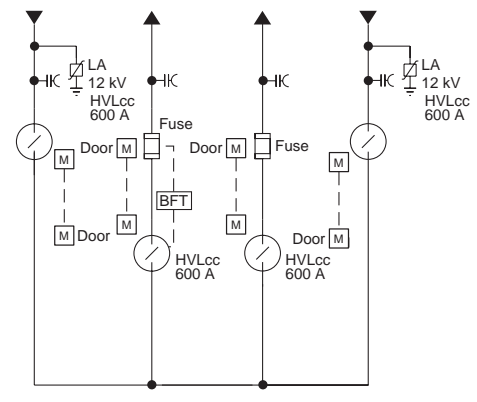 LA
12 kV
HVLcc
600 A
LA
12 kV
HVLcc
600 A
Fuse
Door M
M
Door M
Fuse
M
M
BFT
M
M
M Door
Door M
HVLcc
600 A
HVLcc
600 A